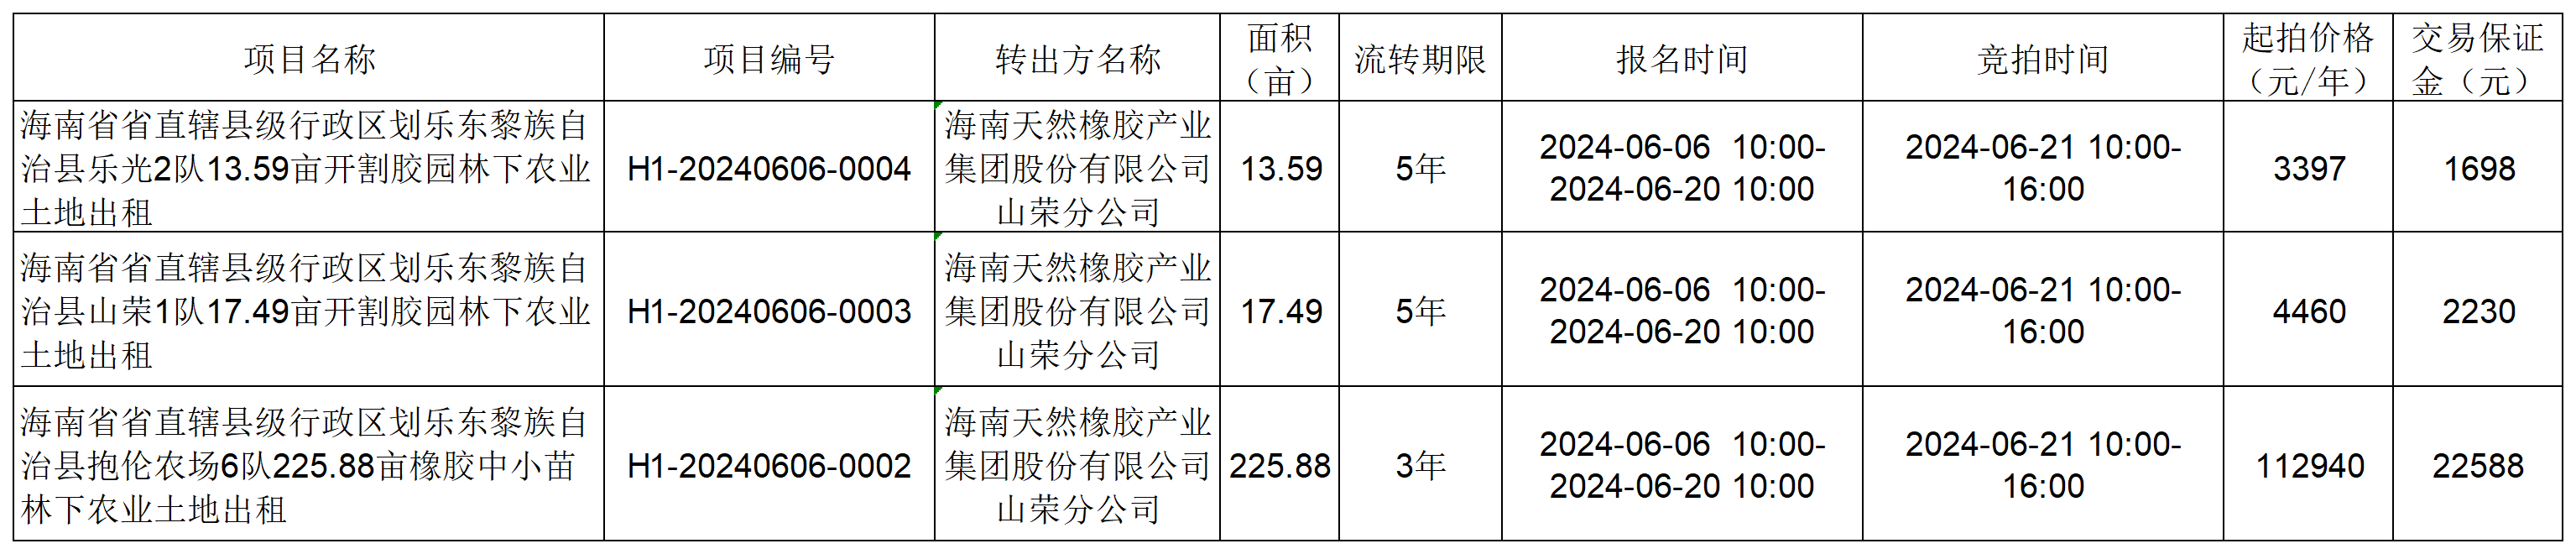 项目名称
项目编号
转出方名称
面积
（亩）
流转期限
报名时间
竞拍时间
起拍价格
（元/年）
交易保证
金（元）
海南省省直辖县级行政区划乐东黎族自
治县乐光2队13.59亩开割胶园林下农业
土地出租
H1-20240606-0004
海南天然橡胶产业
集团股份有限公司
山荣分公司
13.59
5年
2024-06-06  10:00-
2024-06-20 10:00
2024-06-21 10:00-
16:00
3397
1698
海南省省直辖县级行政区划乐东黎族自
治县山荣1队17.49亩开割胶园林下农业
土地出租
H1-20240606-0003
海南天然橡胶产业
集团股份有限公司
山荣分公司
17.49
5年
2024-06-06  10:00-
2024-06-20 10:00
2024-06-21 10:00-
16:00
4460
2230
海南省省直辖县级行政区划乐东黎族自
治县抱伦农场6队225.88亩橡胶中小苗
林下农业土地出租
H1-20240606-0002
海南天然橡胶产业
集团股份有限公司
山荣分公司
225.88
3年
2024-06-06  10:00-
2024-06-20 10:00
2024-06-21 10:00-
16:00
112940
22588